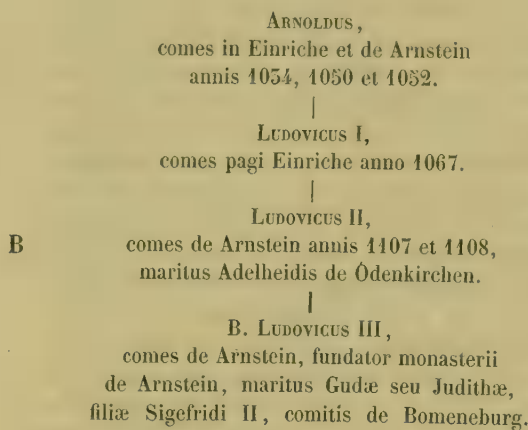 ARNOLDUS,
comes in Einriche et de Arnstein
annis 1034, 1050 et 1052.
LUDOVICUS I,
comes pagi Einriche anno 1067.
LUDOVICUS II,
B comes de Arnstein annis 1107 et 1108,
maritus Adelheidis de Odenkirchen.
B. LUDOVICUS III,
comes de Arnstein, fundator monasterii
de Arnstein, maritus Gudæ seu Judithæ,
filiæ Sigefridi II, comitis de Bomeneburg.